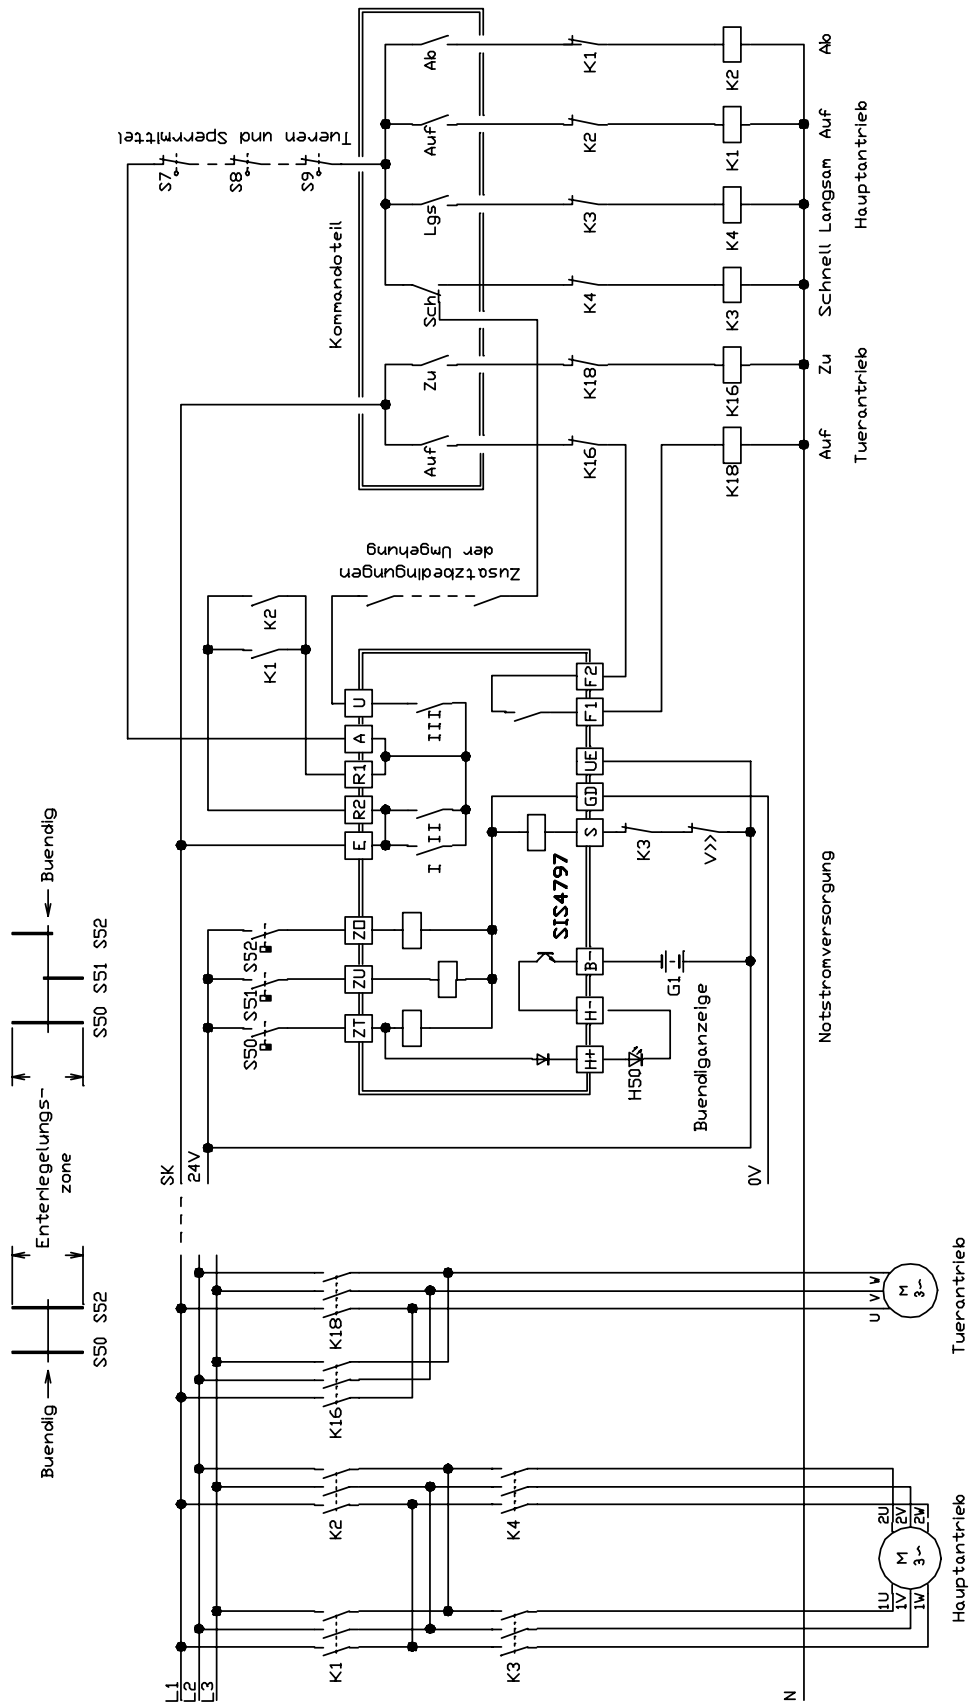 Buendig
S50 S52
Enterlegelungs-
zone
S50 S51 S52
Buendig
L1
L2
L3
SK
24V
K1
K2
K16
K18
K3
K4
1U
1V
1W
M
3~
2U
2V
2W
Hauptantrieb
U V W
M
3~
Tuerantrieb
N
0V
S50
S51
S52
ZT
ZU
ZO
E
R2
R1
A
U
I
II
III
K1
K2
H+
H-
B-
S
GD
UE
F1
F2
SIS4797
H50
G1
K3
V>>
Buendiganzeige
Notstromversorgung
Zusatzbedingungen
der Umgehung
Kommandoteil
Tueren und Sperrmittel
S7
S8
S9
Auf
Zu
Sch
Lgs
Auf
Ab
K16
K18
K4
K3
K2
K1
K18
K16
K3
K4
K1
K2
Auf Zu Schnell Langsam Auf Ab
Tuerantrieb
Hauptantrieb